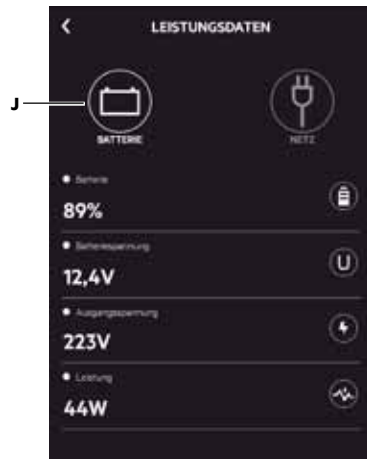 LEISTUNGSDATEN
J
BATTERIE
NETZ
Batterie
89%
Batteriespannung
12,4V
U
Ausgangsspannung
223V
Leistung
44W